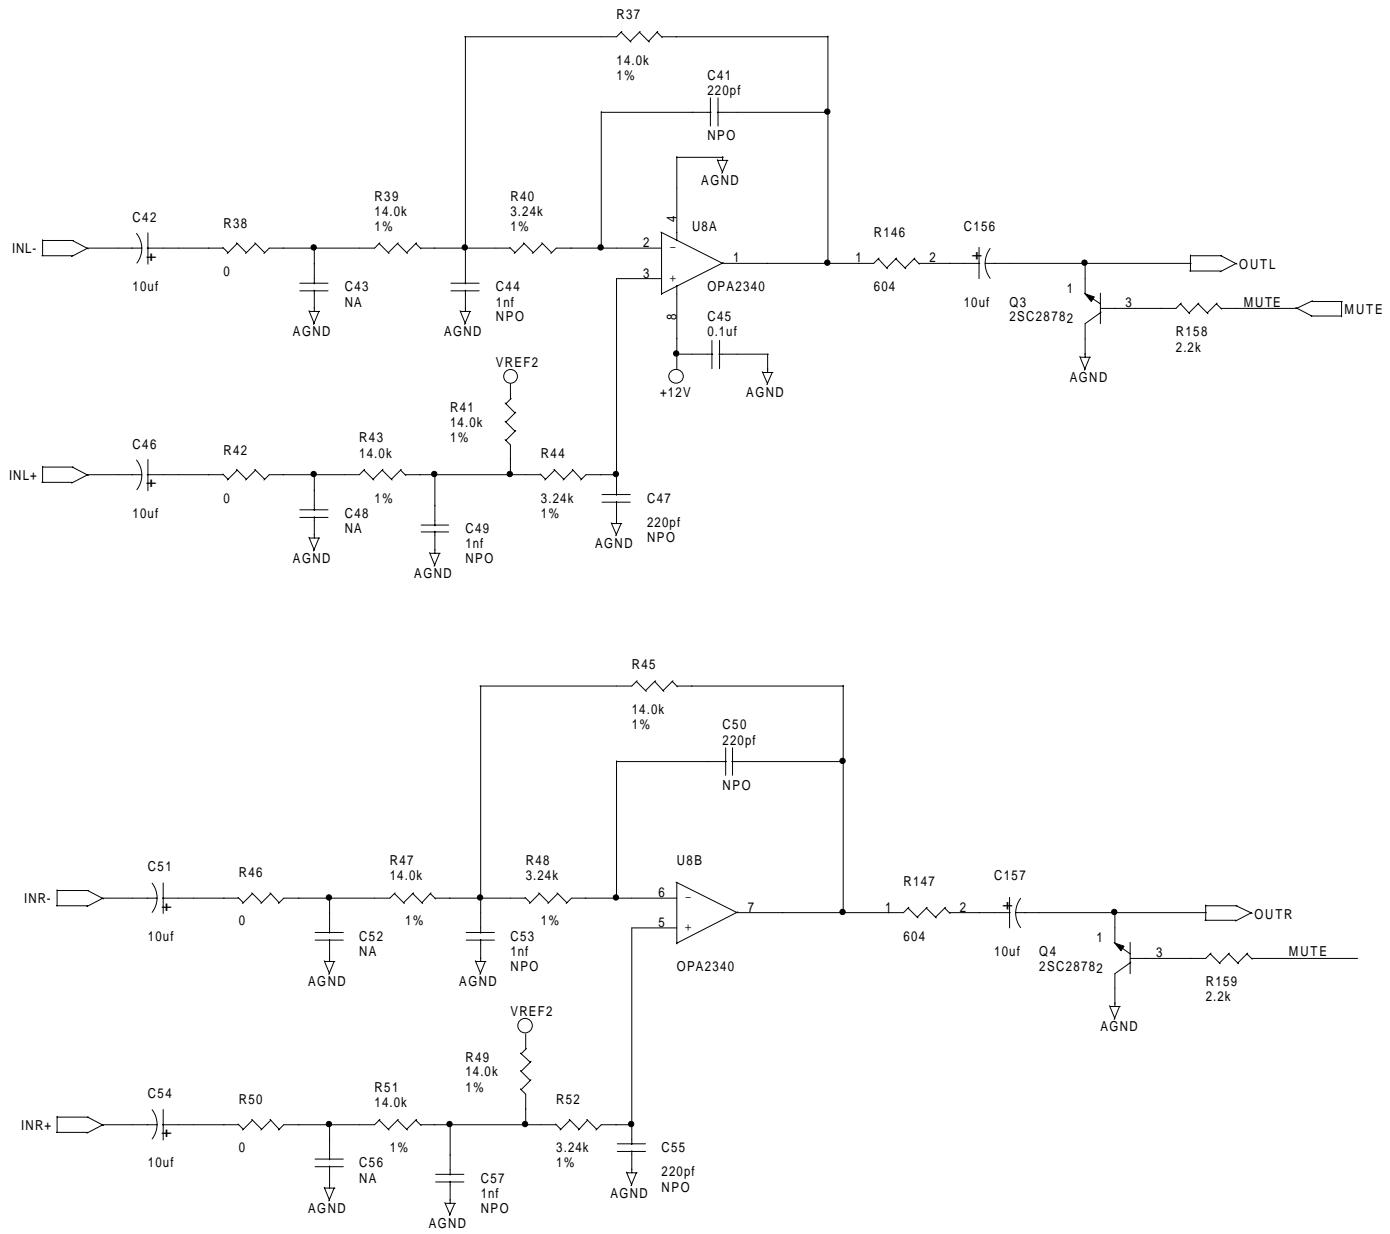 R37
14.0k
1%
C41
220pf
NPO
AGND
R39
14.0k
1%
R40
3.24k
1%
4
U8A
C42
R38
INL-
10uf
0
2
3
1
OPA2340
8
C43
NA
AGND
C44
1nf
NPO
AGND
C45
0.1uf
+12V
AGND
R146
1
2
604
C156
+
10uf
OUTL
1
Q3
2SC2878
2
3
MUTE
MUTE
R158
2.2k
AGND
VREF2
R41
14.0k
1%
C46
R42
R43
14.0k
R44
INL+
10uf
0
1%
3.24k
1%
C48
NA
AGND
C49
1nf
NPO
AGND
C47
220pf
NPO
AGND
R45
14.0k
1%
C50
220pf
NPO
C51
R46
R47
14.0k
R48
3.24k
U8B
INR-
10uf
0
1%
1%
6
5
7
OPA2340
C52
NA
AGND
C53
1nf
NPO
AGND
R147
1
2
604
C157
+
10uf
OUTR
1
Q4
2SC2878
2
3
MUTE
R159
2.2k
AGND
VREF2
R49
14.0k
1%
C54
R50
R51
14.0k
R52
INR+
10uf
0
1%
3.24k
1%
C56
NA
AGND
C57
1nf
NPO
AGND
C55
220pf
NPO
AGND